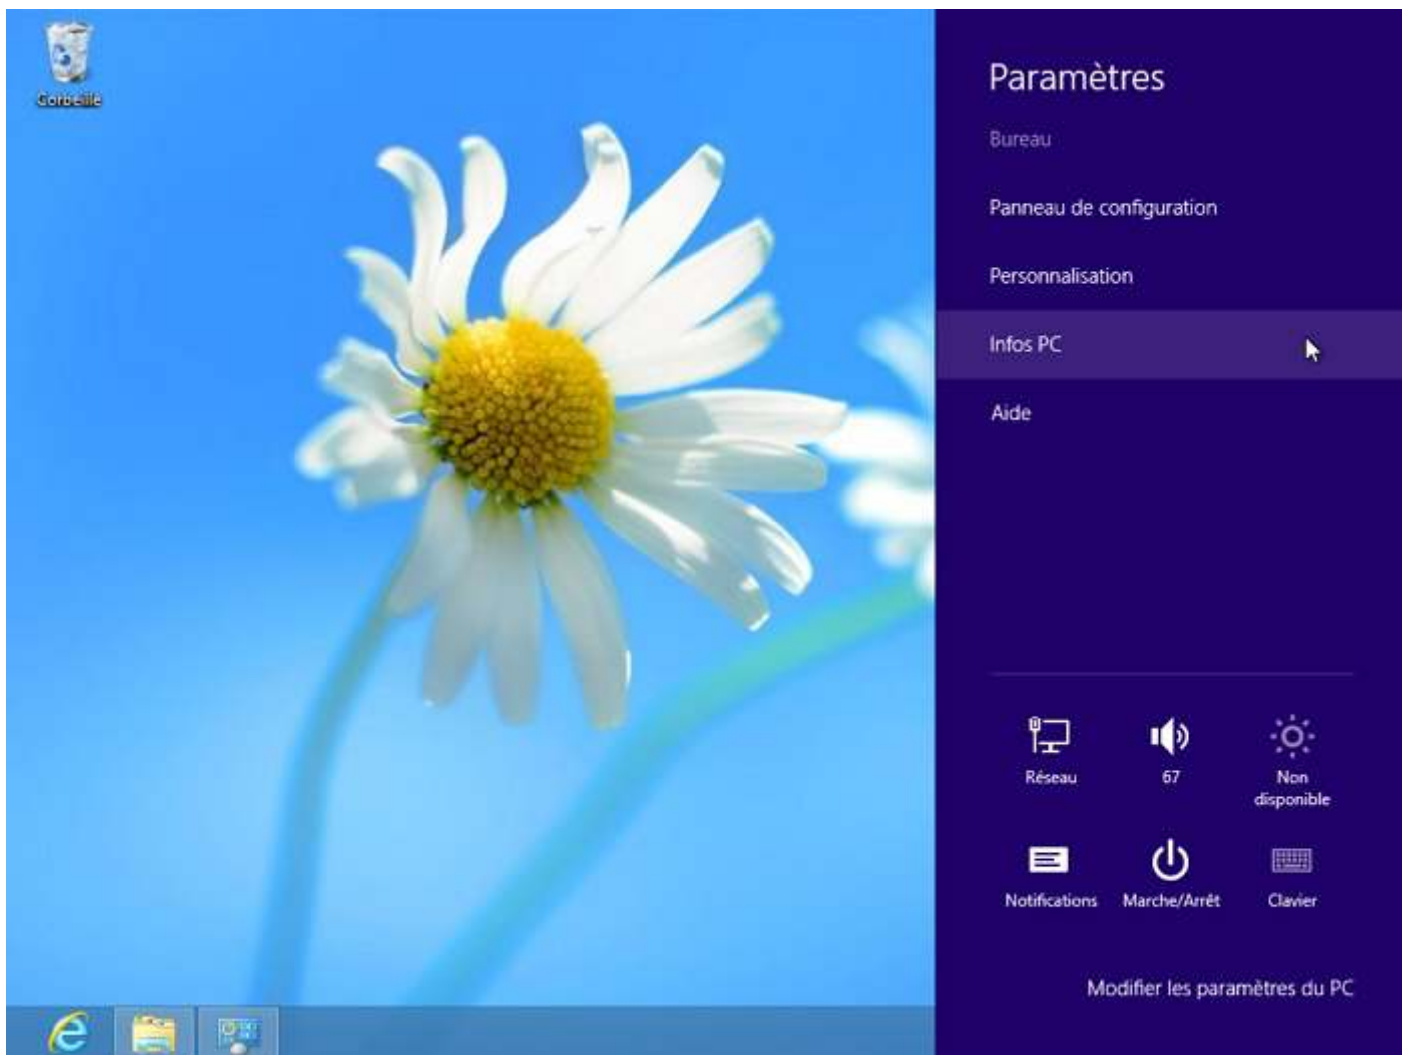 Corbeille
Paramètres
Bureau
Panneau de configuration
Personnalisation
Infos PC
Aide
Réseau
67
Non
disponible
Notifications
Marche/Arrêt
Clavier
Modifier les paramètres du PC